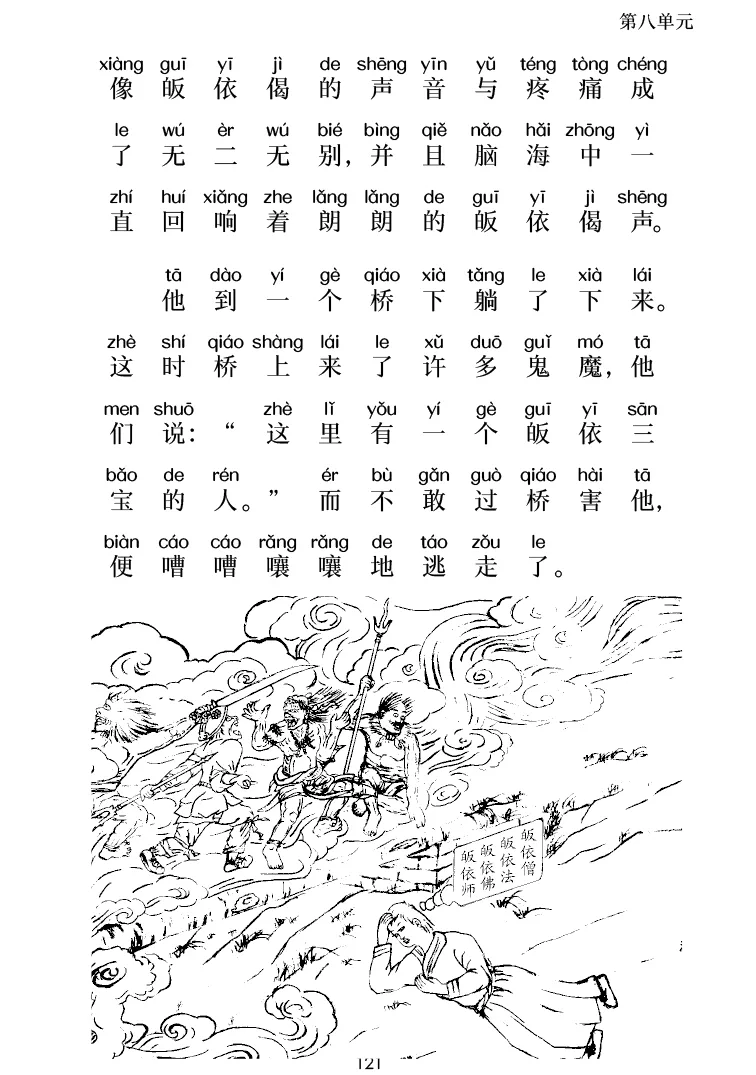 第八单元
xiàng guī yī jì de shēng yīn yǔ téng tòng chéng
像皈依偈的声音与疼痛成
le wú èr wú bié bìng qiě nǎo hǎi zhōng yì
了无二无别，并且脑海中一
zhí huí xiǎng zhe lǎng lǎng de guī yī jì shēng
直回响着朗朗的皈依偈声。
tā dào yí gè qiáo xià tǎng le xià lái
他到一个桥下躺了下来。
zhè shí qiáo shàng lái le xǔ duō guǐ mó tā
这时桥上来了许多鬼魔，他
men shuō zhè lǐ yǒu yí gè guī yī sān
们说：“这里有一个皈依三
bǎo de rén ér bù gǎn guò qiáo hài tā
宝的人。”而不敢过桥害他，
biàn cáo cáo rǎng rǎng de táo zǒu le
便嘈嘈嚷嚷地逃走了。
皈依师
皈依佛
皈依法
皈依僧
121